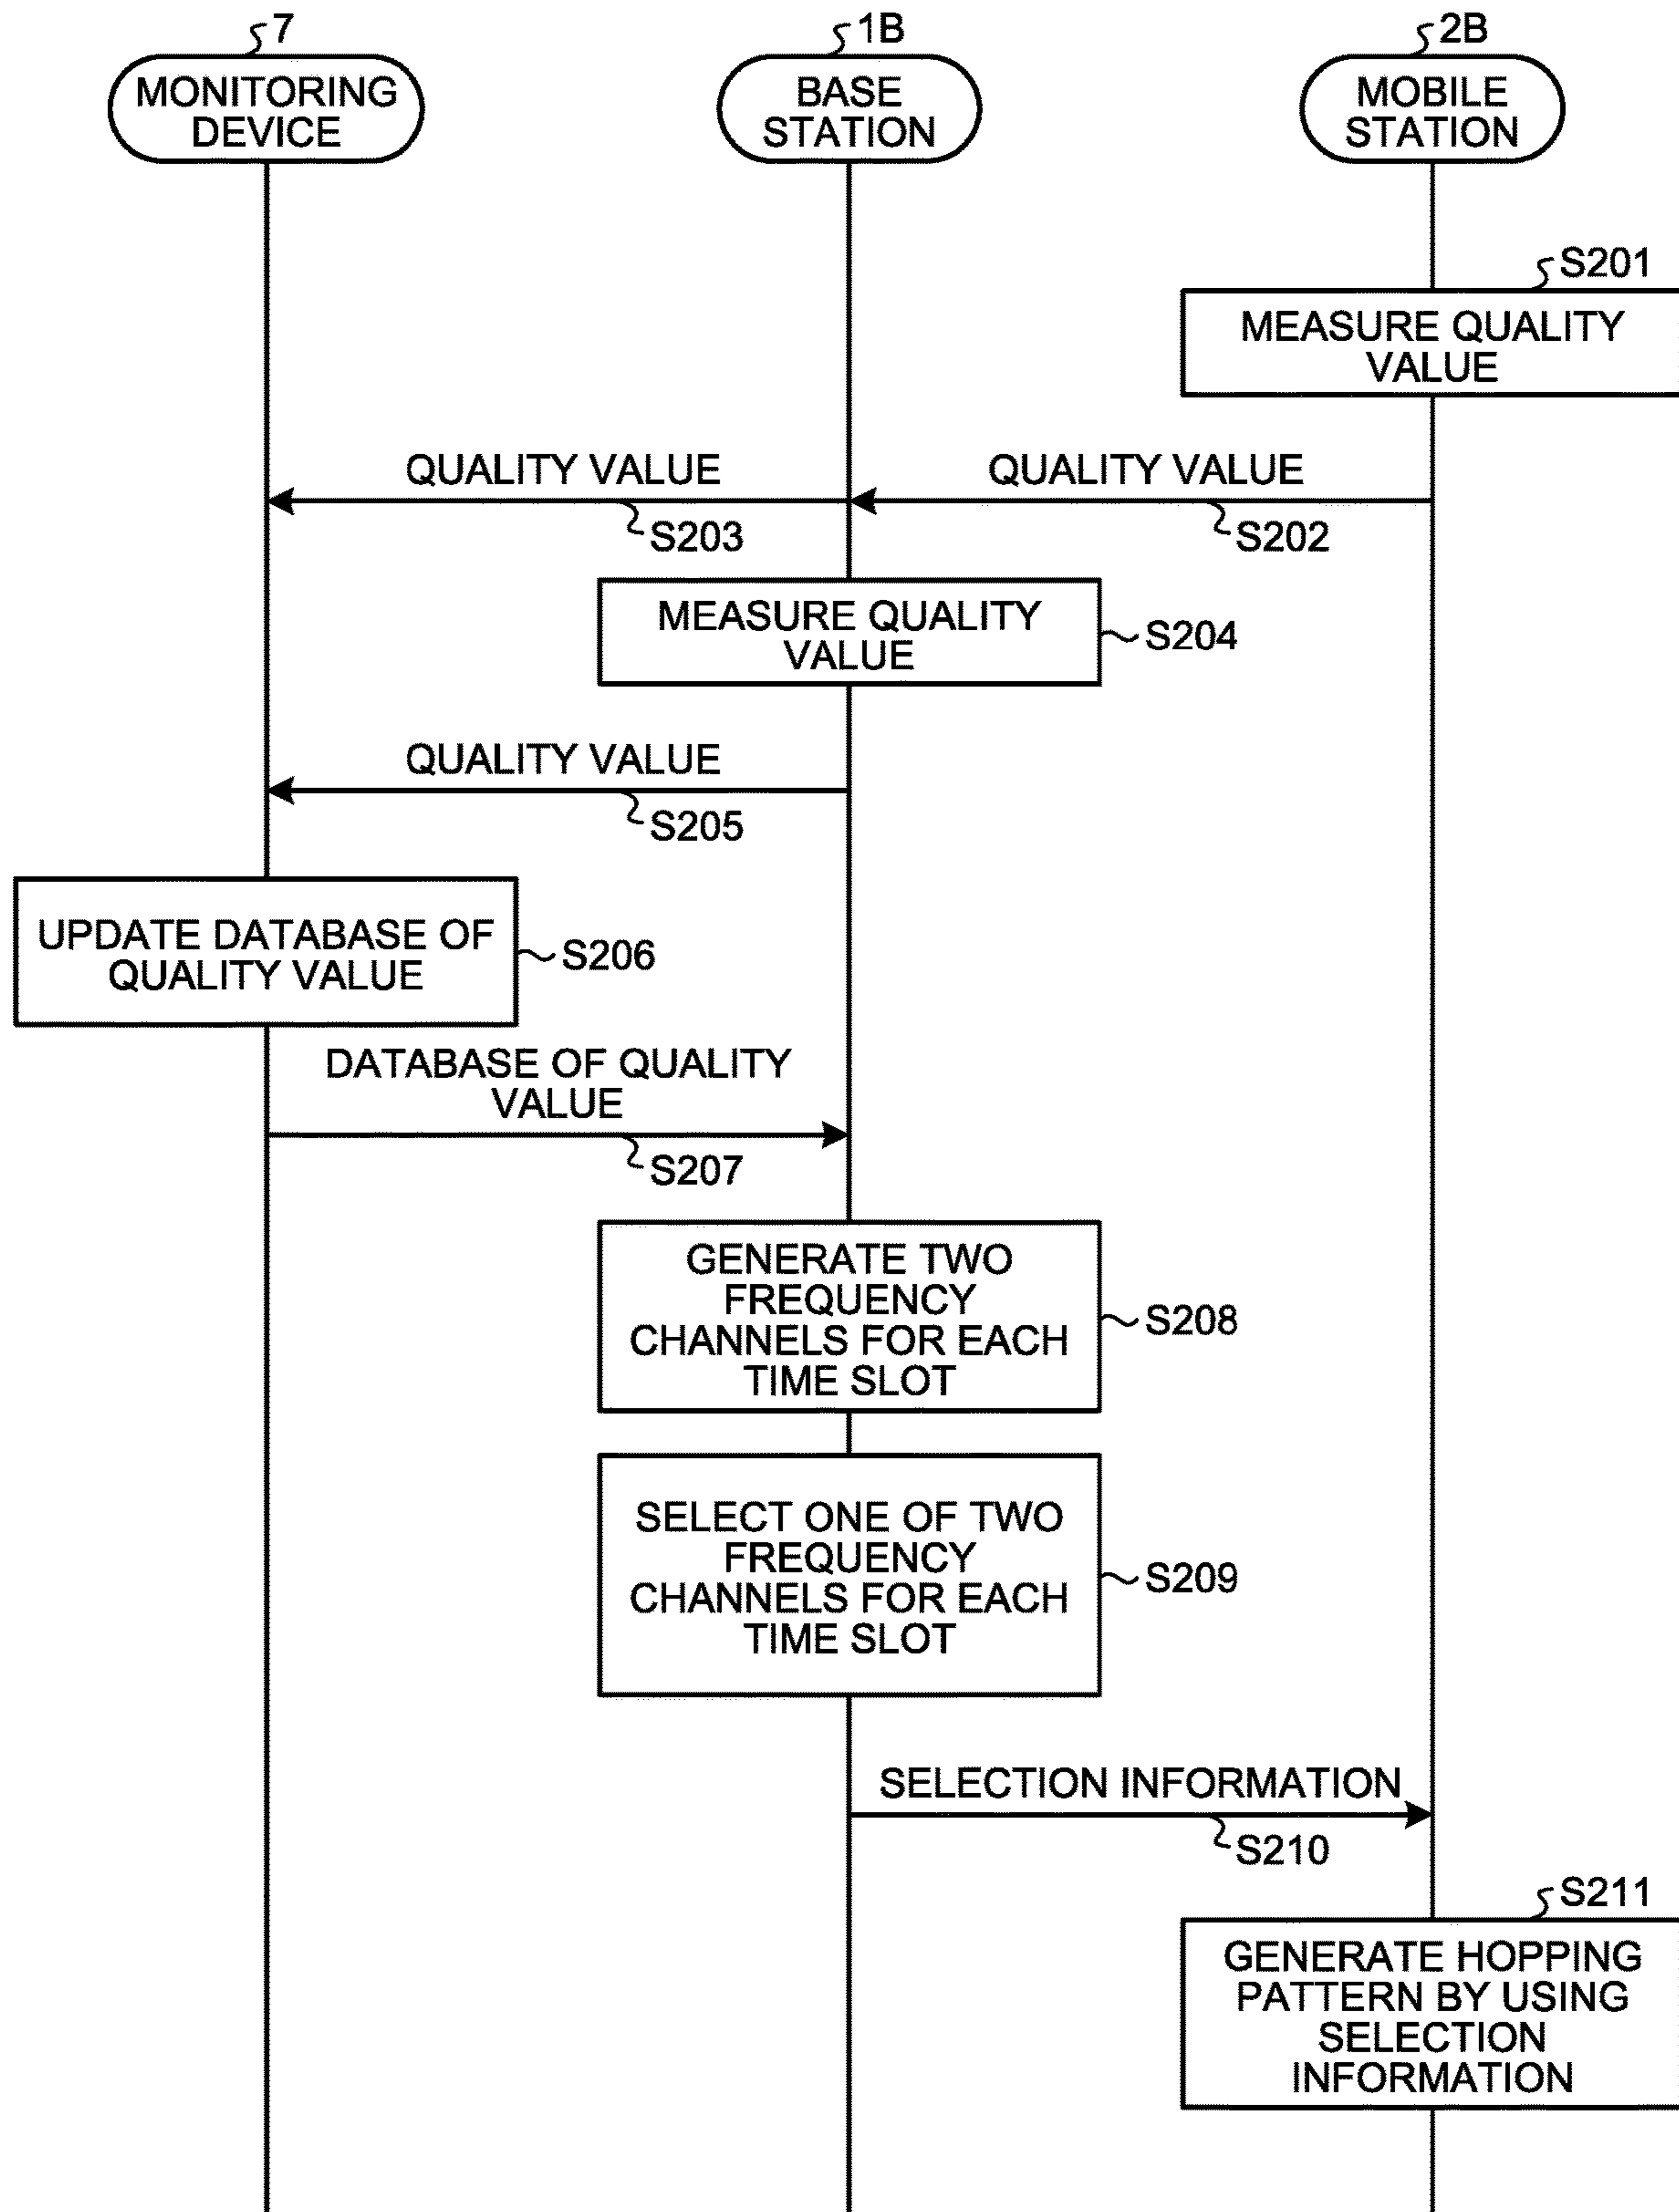 7
1B
2B
MONITORING
DEVICE
BASE
STATION
MOBILE
STATION
S201
MEASURE QUALITY
VALUE
QUALITY VALUE
QUALITY VALUE
S203
S202
MEASURE QUALITY
VALUE
S204
QUALITY VALUE
S205
UPDATE DATABASE OF
QUALITY VALUE
S206
DATABASE OF QUALITY
VALUE
S207
GENERATE TWO
FREQUENCY
CHANNELS FOR EACH
TIME SLOT
S208
SELECT ONE OF TWO
FREQUENCY
CHANNELS FOR EACH
TIME SLOT
S209
SELECTION INFORMATION
S210
S211
GENERATE HOPPING
PATTERN BY USING
SELECTION
INFORMATION